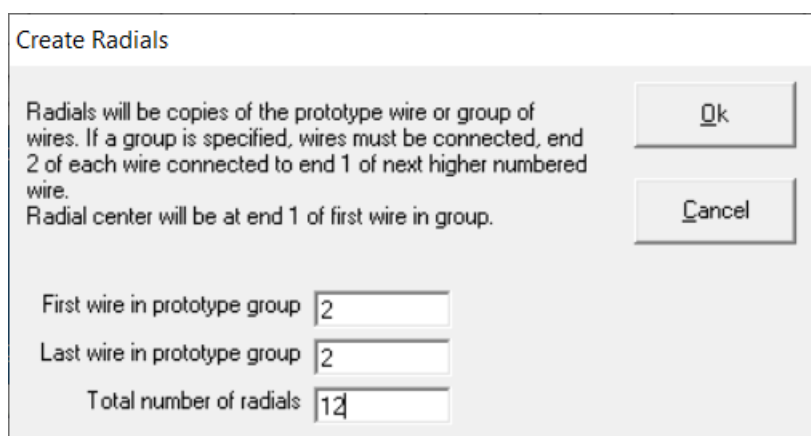 Create Radials
Radials will be copies of the prototype wire or group of
wires. If a group is specified, wires must be connected, end
2 of each wire connected to end 1 of next higher numbered
wire.
Radial center will be at end 1 of first wire in group.
Ok
Cancel
First wire in prototype group 2
Last wire in prototype group 2
Total number of radials 12